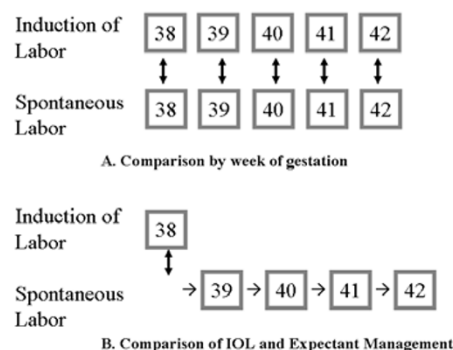 Induction of
Labor
38 39 40 41 42
Spontaneous
Labor
38 39 40 41 42
A. Comparison by week of gestation
Induction of
Labor
38
Spontaneous
Labor
39 40 41 42
B. Comparison of IOL and Expectant Management